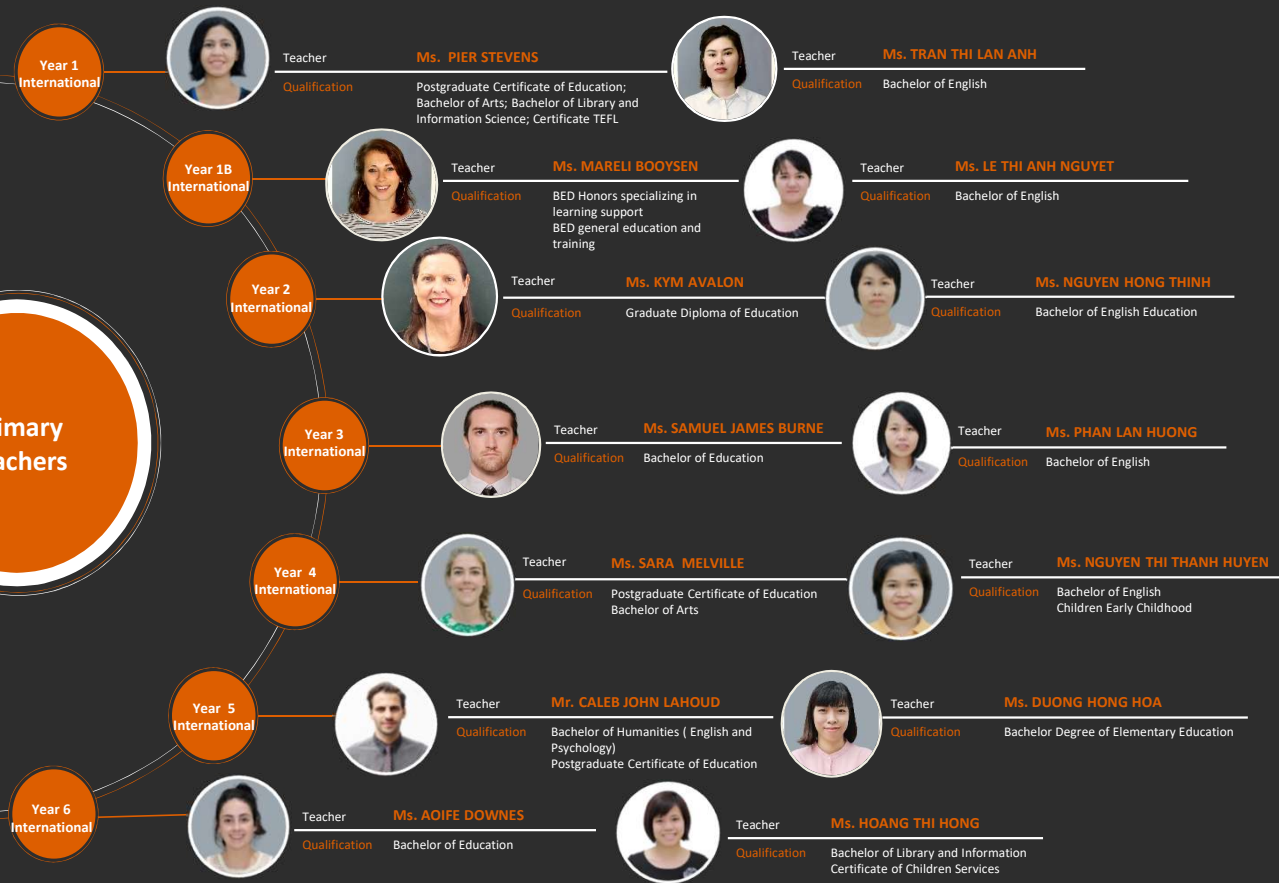 Year 1
International
Teacher
Ms. PIER STEVENS
Qualification
Postgraduate Certificate of Education;
Bachelor of Arts; Bachelor of Library and
Information Science; Certificate TEFL
Teacher
Ms. TRAN THI LAN ANH
Qualification
Bachelor of English
Year 1B
International
Teacher
Ms. MARELI BOOYSEN
Qualification
BED Honors specializing in
learning support
BED general education and
training
Teacher
Ms. LE THI ANH NGUYET
Qualification
Bachelor of English
Year 2
International
Teacher
Ms. KYM AVALON
Qualification
Graduate Diploma of Education
Teacher
Ms. NGUYEN HONG THINH
Qualification
Bachelor of English Education
imary
achers
Year 3
International
Teacher
Ms. SAMUEL JAMES BURNE
Qualification
Bachelor of Education
Teacher
Ms. PHAN LAN HUONG
Qualification
Bachelor of English
Year 4
International
Teacher
Ms. SARA MELVILLE
Qualification
Postgraduate Certificate of Education
Bachelor of Arts
Teacher
Ms. NGUYEN THI THANH HUYEN
Qualification
Bachelor of English
Children Early Childhood
Year 5
International
Teacher
Mr. CALEB JOHN LAHOUD
Qualification
Bachelor of Humanities ( English and
Psychology)
Postgraduate Certificate of Education
Teacher
Ms. DUONG HONG HOA
Qualification
Bachelor Degree of Elementary Education
Year 6
International
Teacher
Ms. AOIFE DOWNES
Qualification
Bachelor of Education
Teacher
Ms. HOANG THI HONG
Qualification
Bachelor of Library and Information
Certificate of Children Services